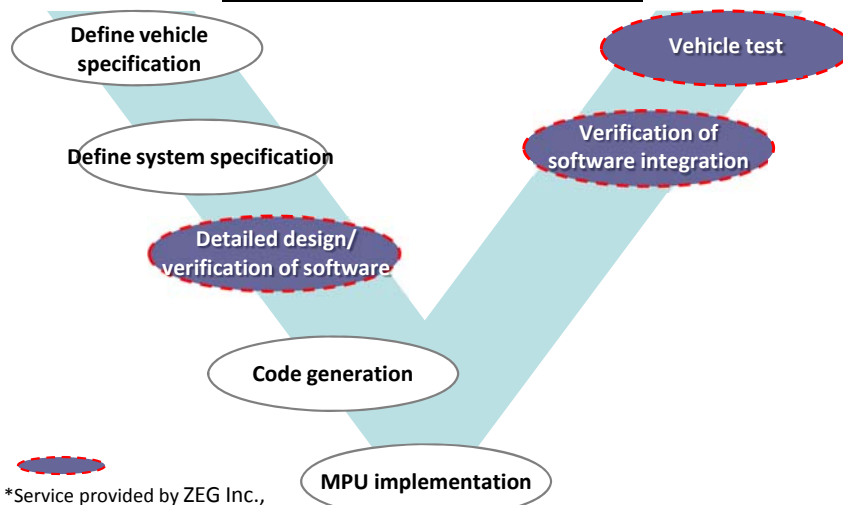 Define vehicle
specification
Vehicle test
Verification of
software integration
Define system specification
Detailed design/
verification of software
Code generation
MPU implementation
*Service provided by ZEG Inc.,